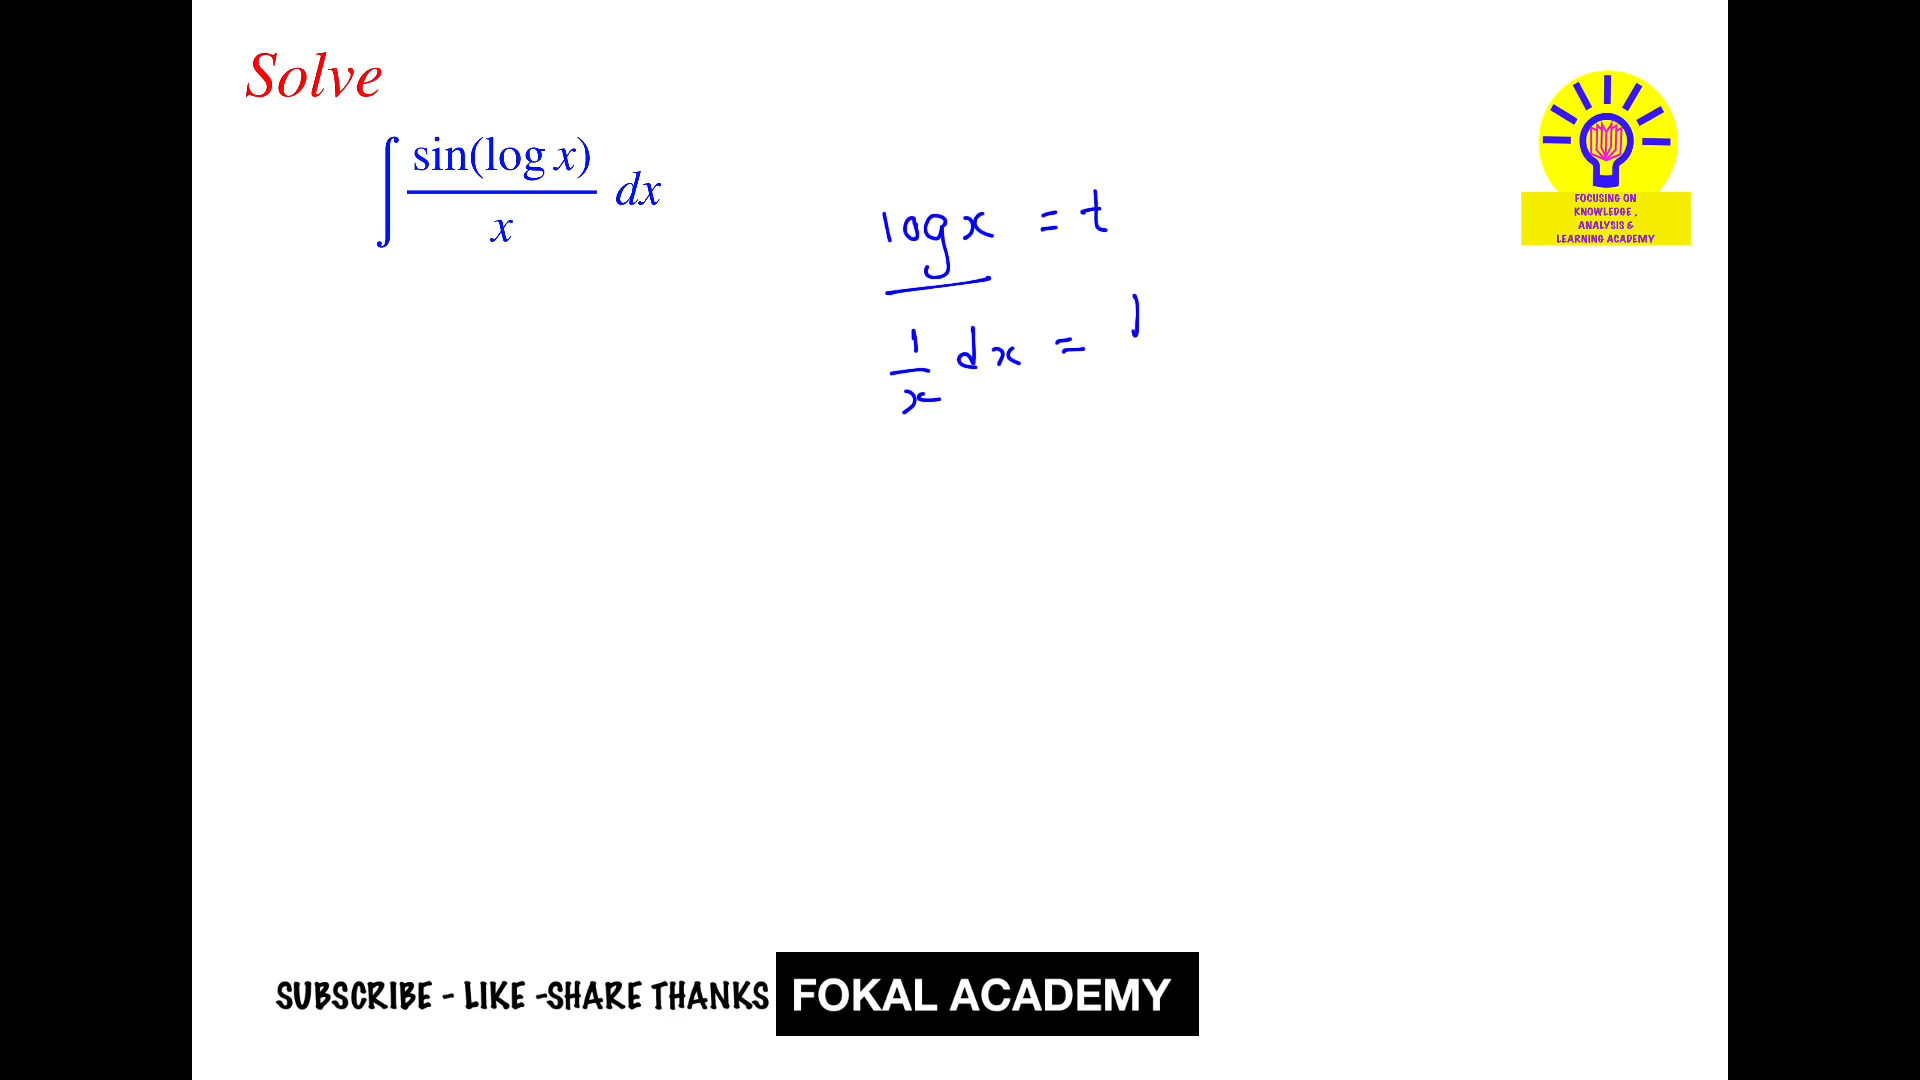 Solve
∫ sin(log x) / x dx
log x = t
1/x dx =
FOCUSING ON
KNOWLEDGE ,
ANALYSIS &
LEARNING ACADEMY
SUBSCRIBE - LIKE -SHARE THANKS FOKAL ACADEMY